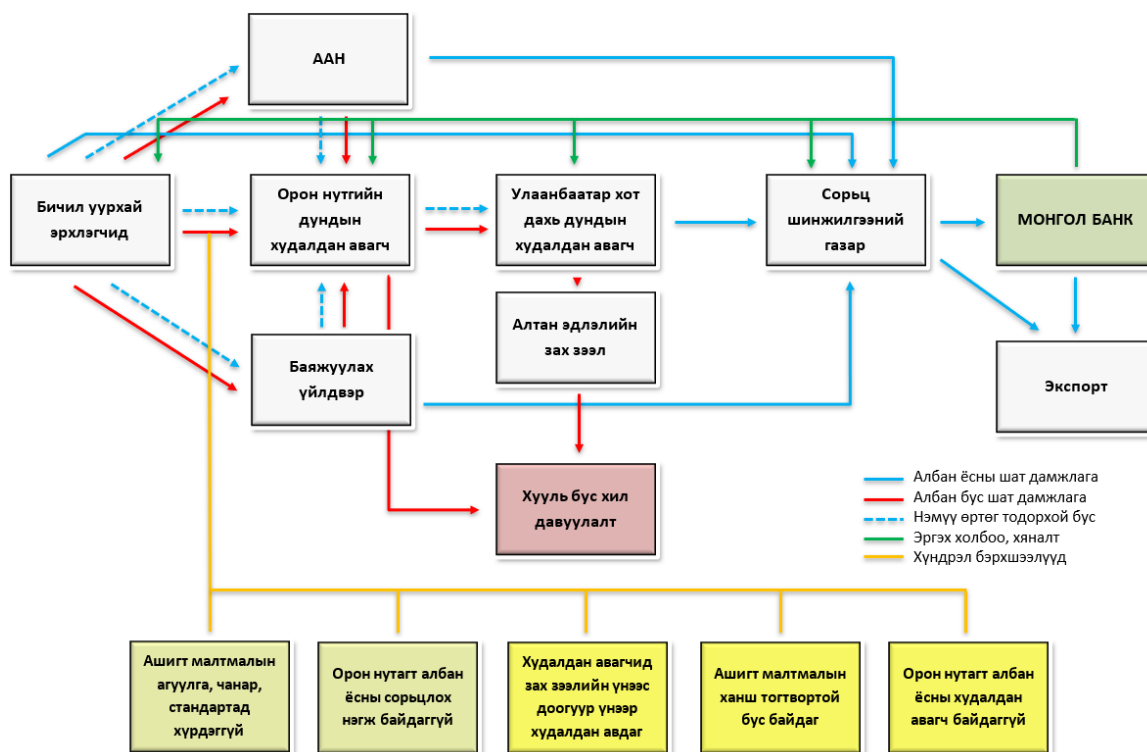 ААН
Бичил уурхай
эрхлэгчид
Орон нутгийн
дундын
худалдан авагч
Улаанбаатар хот
дахь дундын
худалдан авагч
Сорьц
шинжилгээний
газар
МОНГОЛ БАНК
Алтан эдлэлийн
зах зээл
Баяжуулах
үйлдвэр
Экспорт
Хууль бус хил
давуулалт
Албан ёсны шат дамжлага
Албан бус шат дамжлага
Нэмүү өртөг тодорхой бус
Эргэх холбоо, хяналт
Хүндрэл бэрхшээлүүд
Ашигт малтмалын
агуулга, чанар,
стандартад
хүрдэггүй
Орон нутагт албан
ёсны сорьцлох
нэгж байдаггүй
Худалдан авагчид
зах зээлийн үнээс
доогуур үнээр
худалдан авдаг
Ашигт малтмалын
ханш тогтвортой
бус байдаг
Орон нутагт албан
ёсны худалдан
авагч байдаггүй